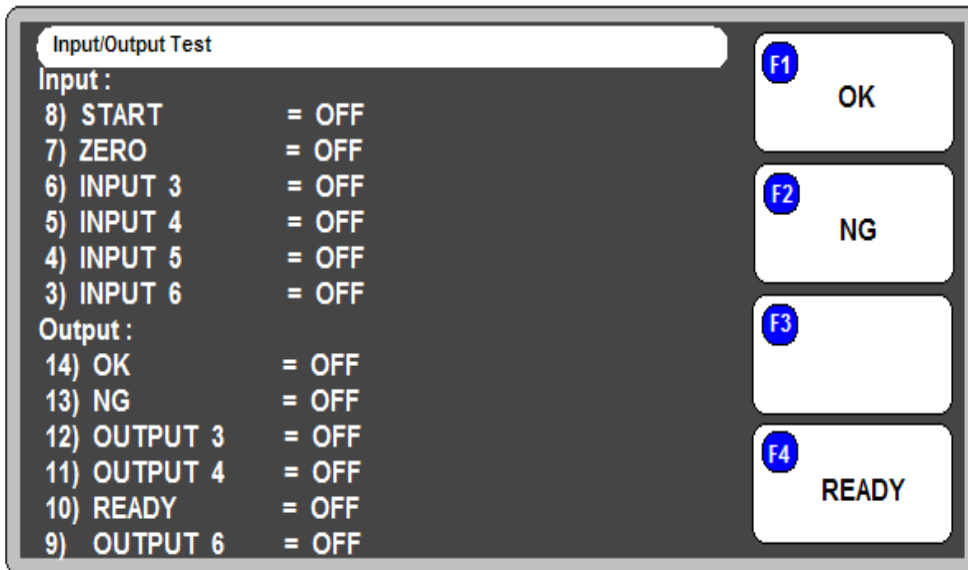 Input/Output Test
Input :
8) START = OFF
7) ZERO = OFF
6) INPUT 3 = OFF
5) INPUT 4 = OFF
4) INPUT 5 = OFF
3) INPUT 6 = OFF
Output :
14) OK = OFF
13) NG = OFF
12) OUTPUT 3 = OFF
11) OUTPUT 4 = OFF
10) READY = OFF
9) OUTPUT 6 = OFF
F1
OK
F2
NG
F3
F4
READY